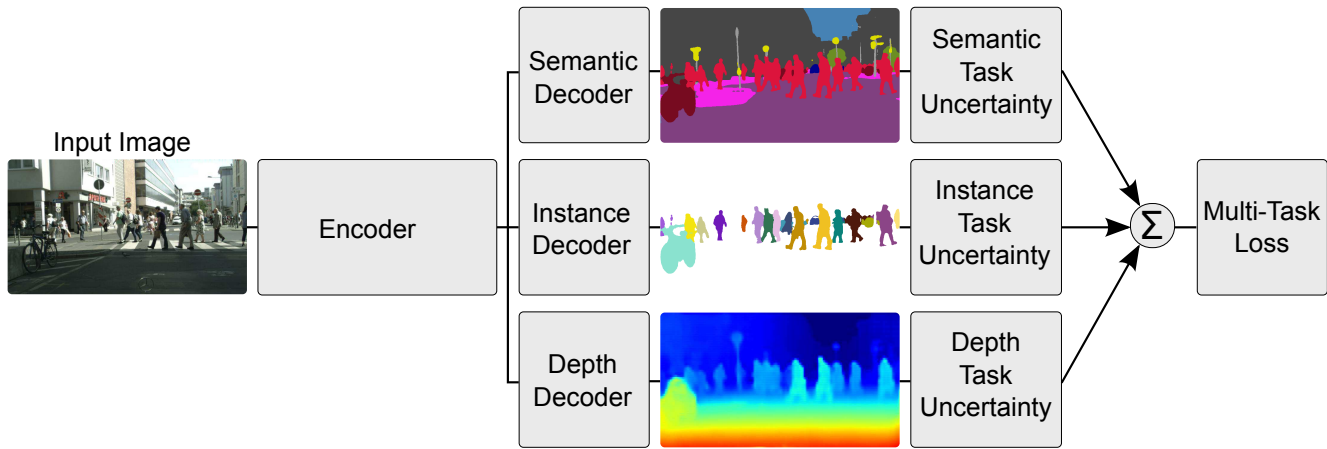 Input Image
Encoder
Semantic
Decoder
Instance
Decoder
Depth
Decoder
Semantic
Task
Uncertainty
Instance
Task
Uncertainty
Depth
Task
Uncertainty
Σ
Multi-Task
Loss